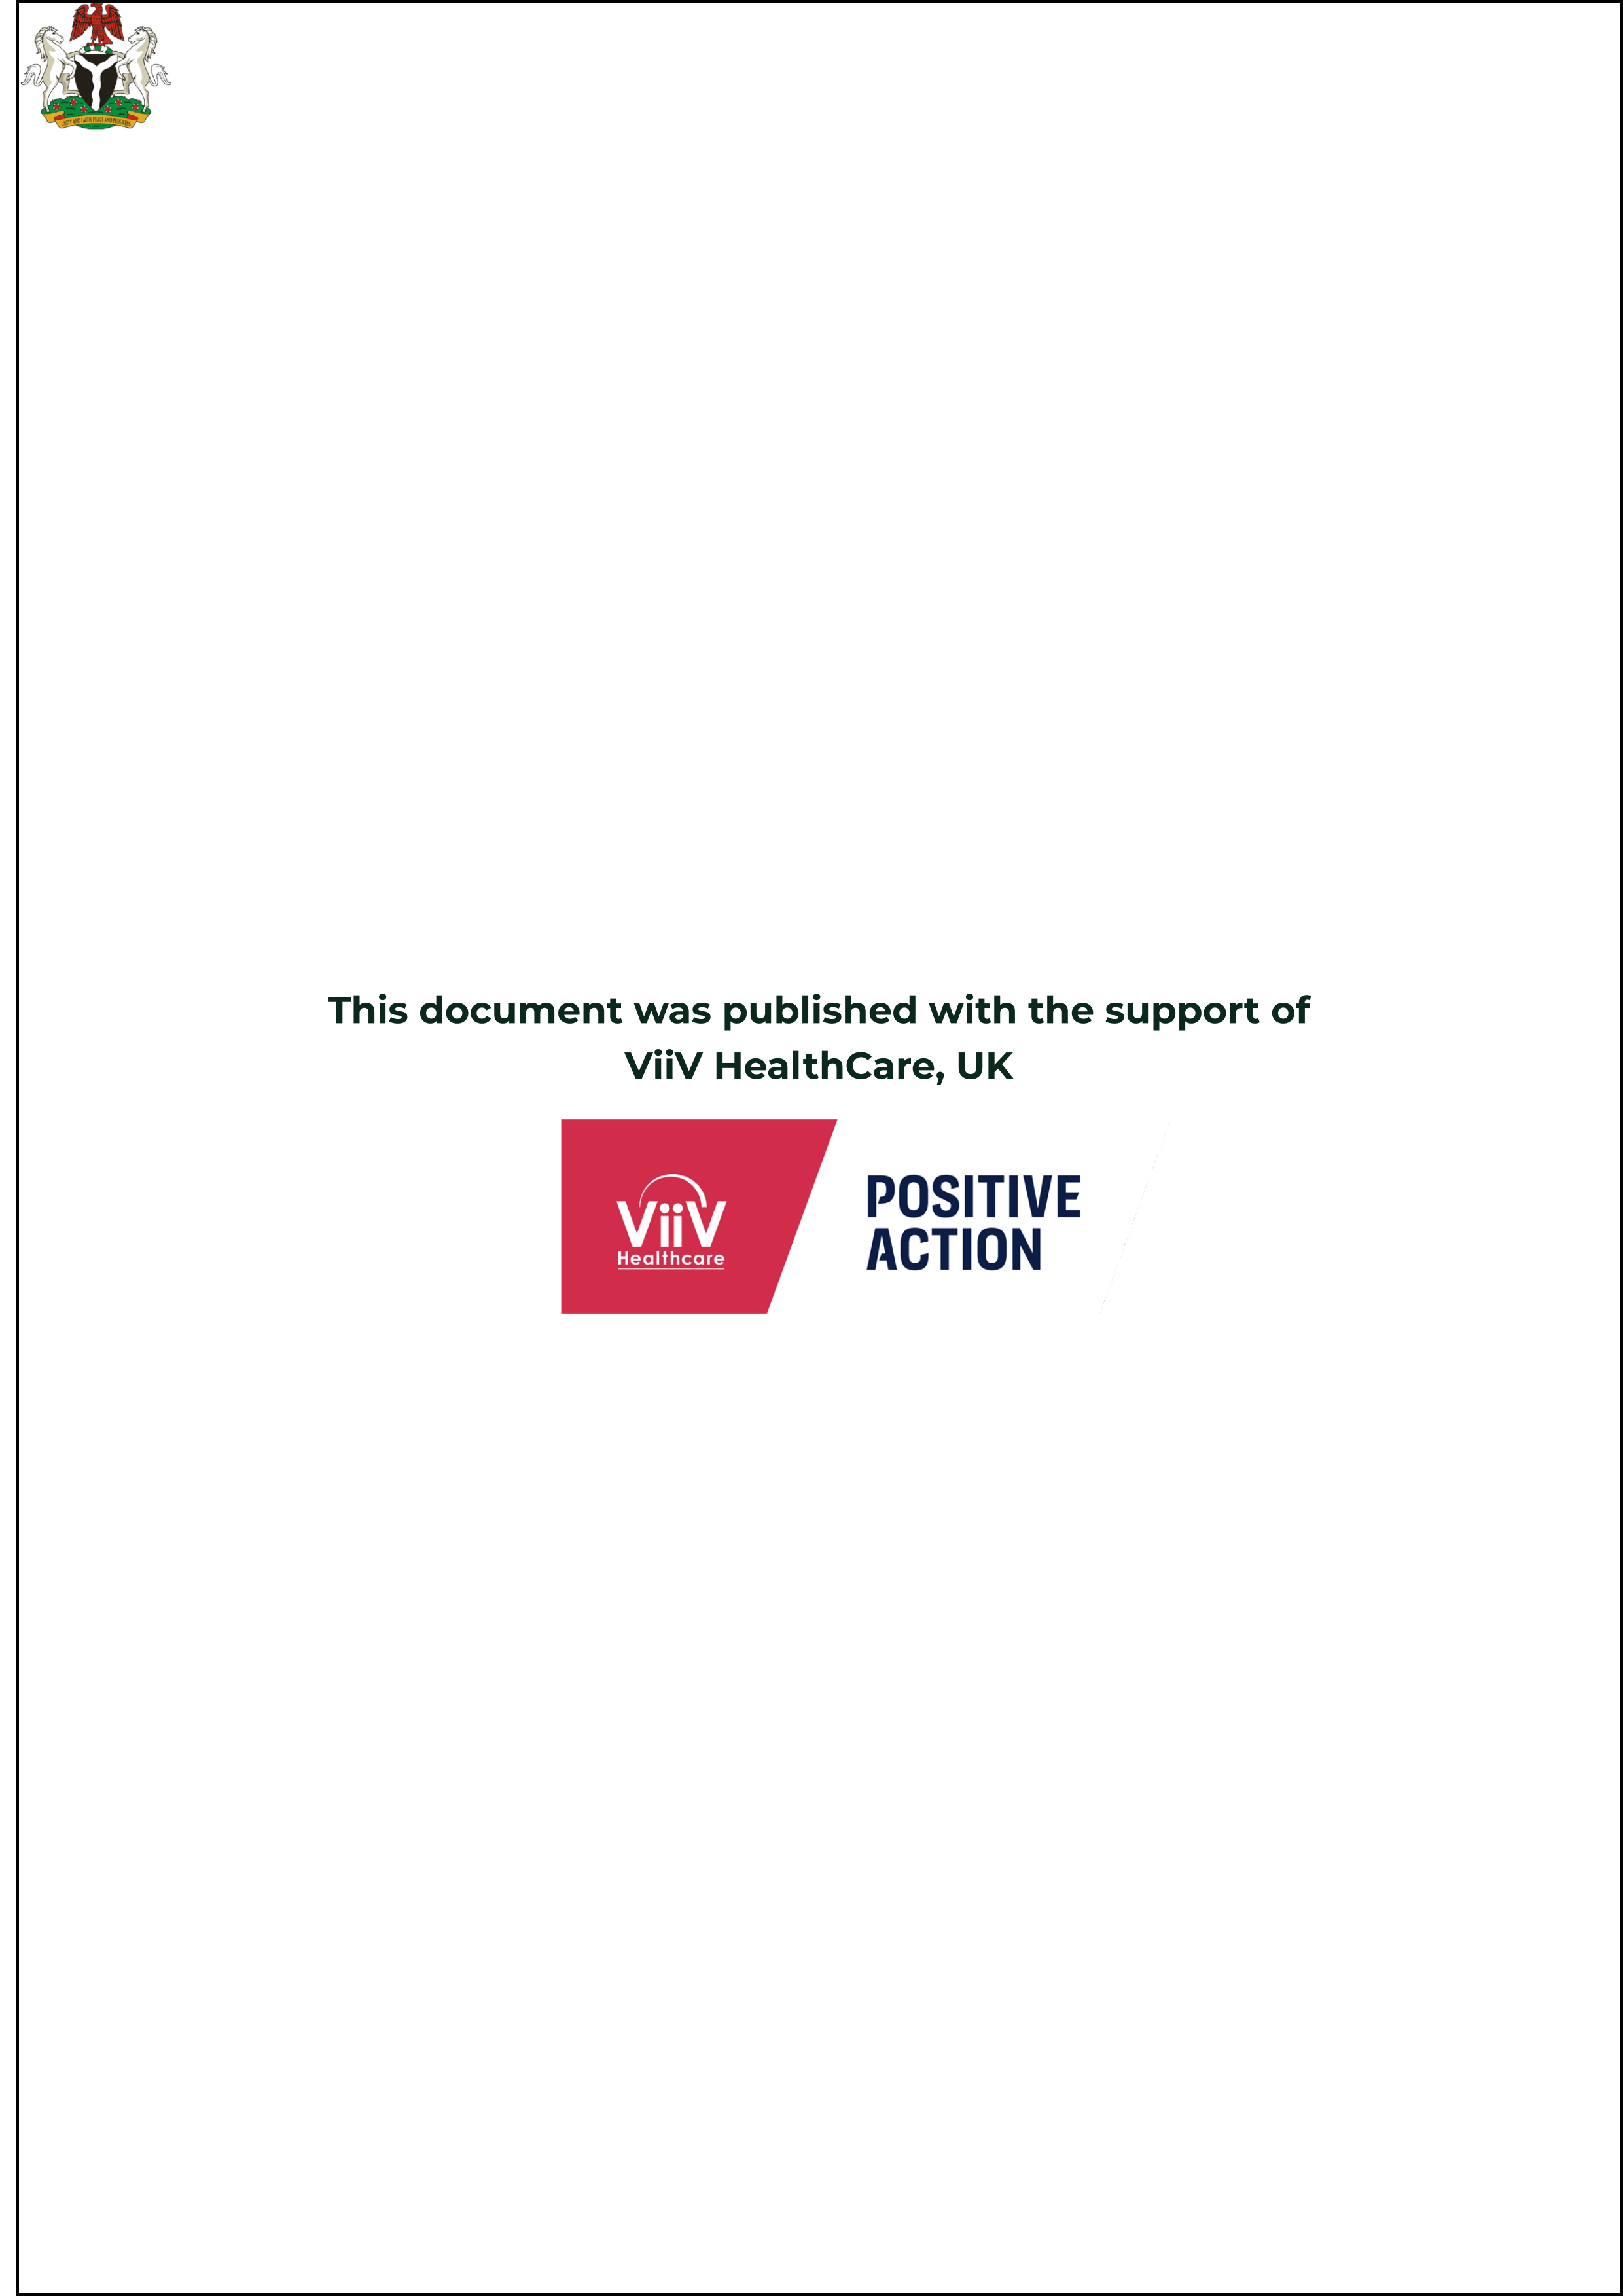 UNITY AND FAITH, PEACE AND PROGRESS
This document was published with the support of
ViiV HealthCare, UK
ViiV
Healthcare
POSITIVE
ACTION